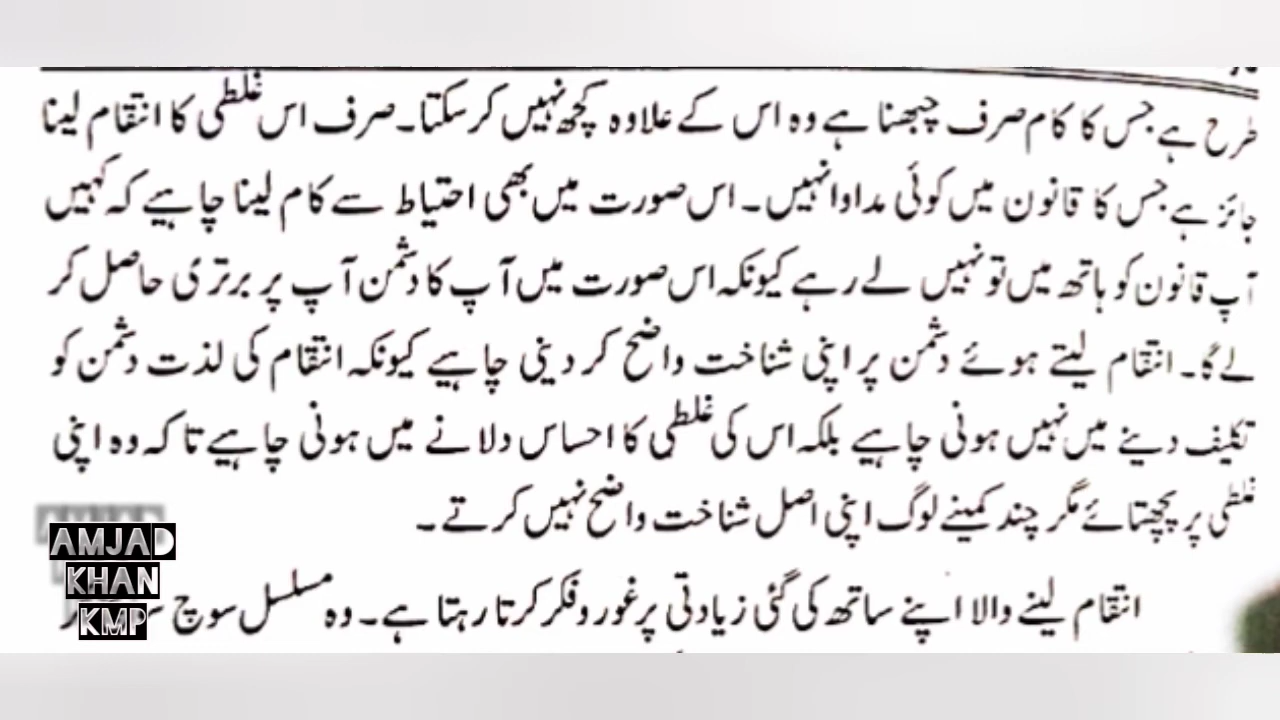 طرح ہے جس کا کام صرف چبھنا ہے وہ اس کے علاوہ کچھ نہیں کر سکتا۔ صرف اس غلطی کا انتقام لینا
جائز ہے جس کا قانون میں کوئی مداوا نہیں۔ اس صورت میں بھی احتیاط سے کام لینا چاہیے کہ کہیں
آپ قانون کو ہاتھ میں تو نہیں لے رہے کیونکہ اس صورت میں آپ کا دشمن آپ پر برتری حاصل کر
لے گا۔ انتقام لیتے ہوئے دشمن پر اپنی شناخت واضح کر دینی چاہیے کیونکہ انتقام کی لذت دشمن کو
تکلیف دینے میں نہیں ہونی چاہیے بلکہ اس کی غلطی کا احساس دلانے میں ہونی چاہیے تاکہ وہ اپنی
غلطی پر پچھتائے مگر چند کمینے لوگ اپنی اصل شناخت واضح نہیں کرتے۔
انتقام لینے والا اپنے ساتھ کی گئی زیادتی پر غور و فکر کرتا رہتا ہے۔ وہ مسلسل سوچ
AMJAD
KHAN
KMP